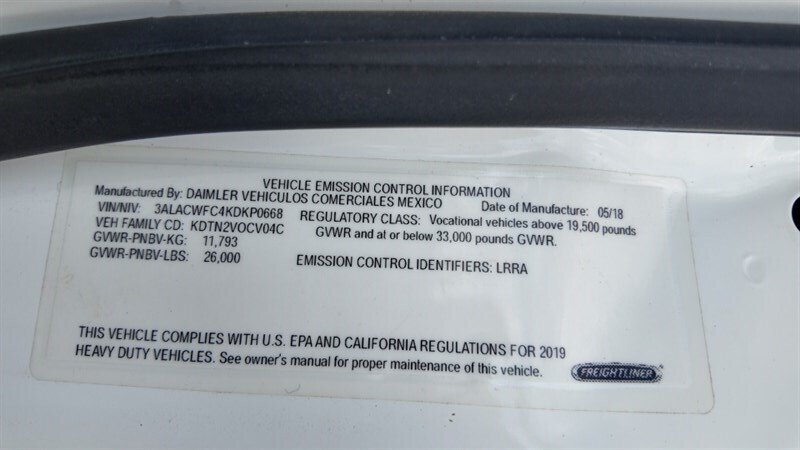 VEHICLE EMISSION CONTROL INFORMATION
Manufactured By: DAIMLER VEHICULOS COMERCIALES MEXICO Date of Manufacture: 05/18
VIN/NIV: 3ALACWFC4KDKP0668 REGULATORY CLASS: Vocational vehicles above 19,500 pounds
VEH FAMILY CD: KDTN2VOCV04C GVWR and at or below 33,000 pounds GVWR.
GVWR-PNBV-KG: 11,793
GVWR-PNBV-LBS: 26,000 EMISSION CONTROL IDENTIFIERS: LRRA
THIS VEHICLE COMPLIES WITH U.S. EPA AND CALIFORNIA REGULATIONS FOR 2019
HEAVY DUTY VEHICLES. See owner's manual for proper maintenance of this vehicle.
FREIGHTLINER